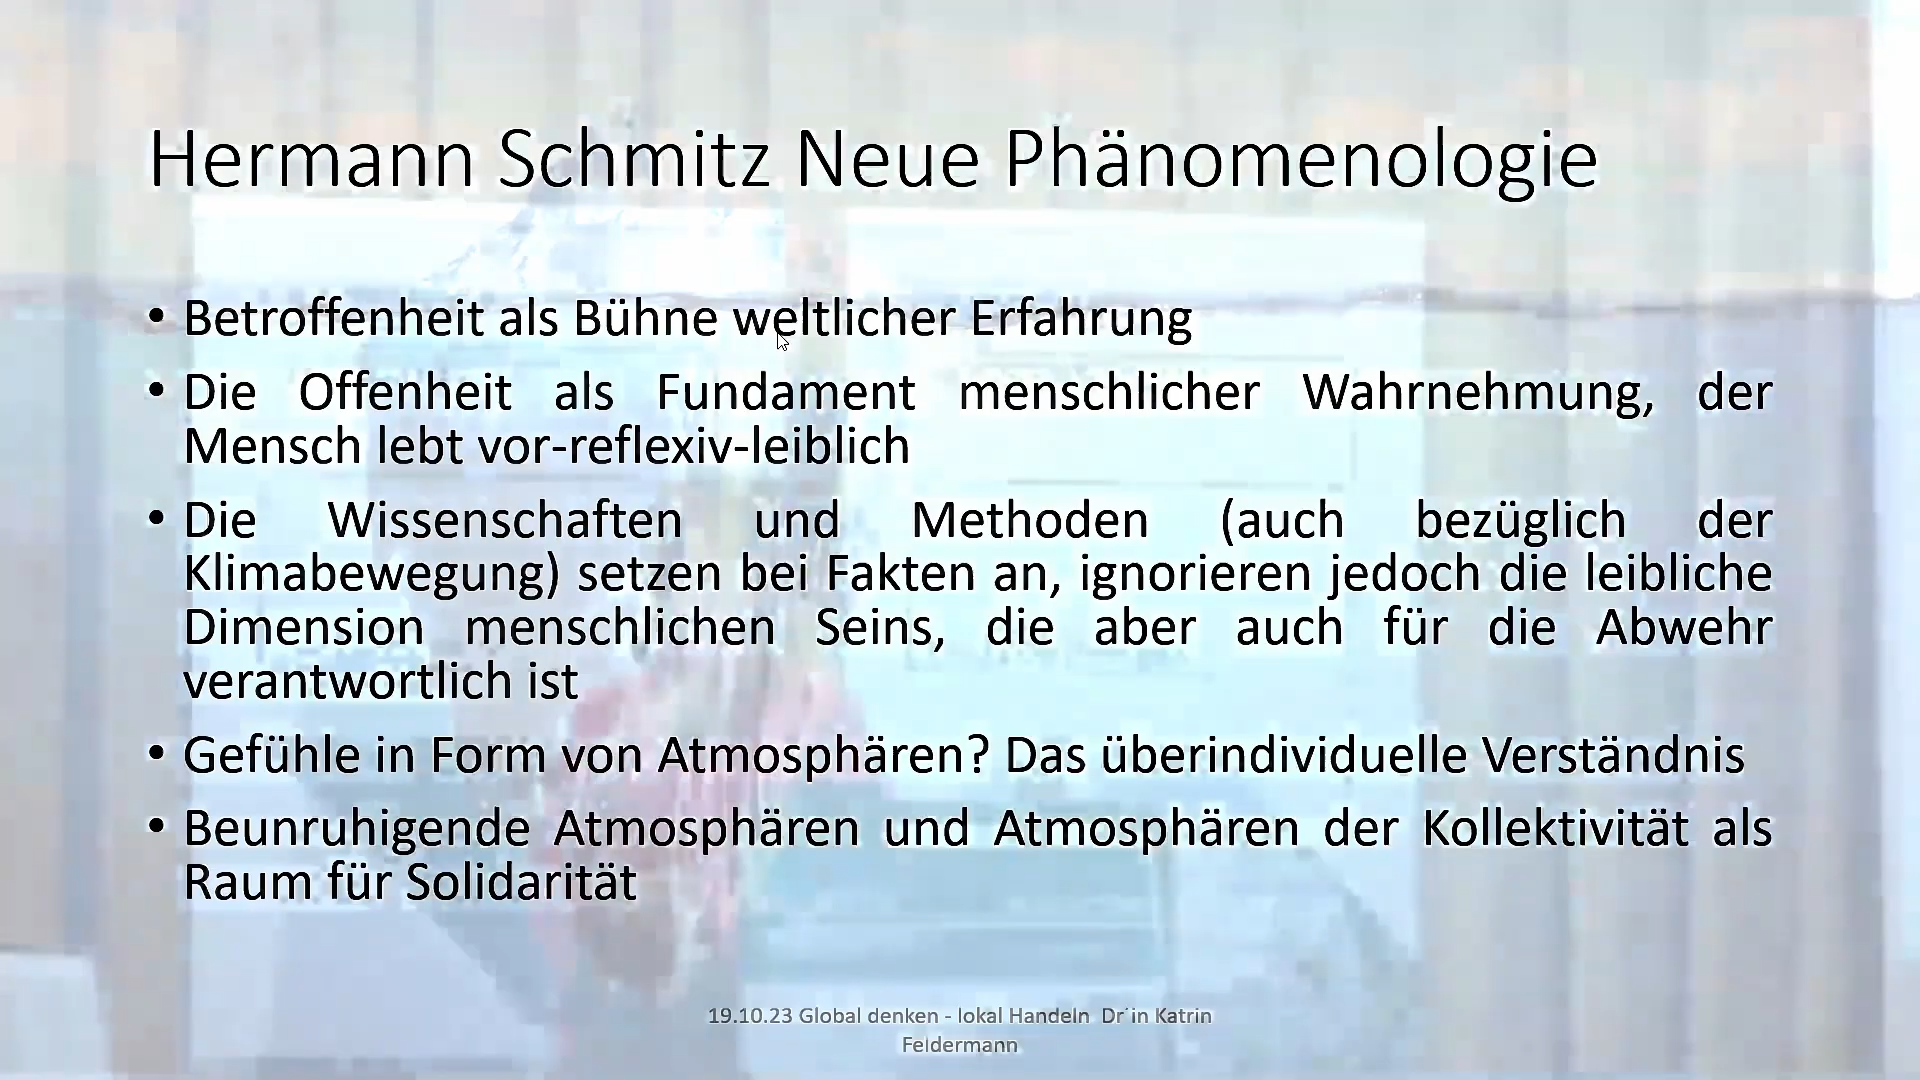 Hermann Schmitz Neue Phänomenologie
• Betroffenheit als Bühne weltlicher Erfahrung
• Die Offenheit als Fundament menschlicher Wahrnehmung, der
Mensch lebt vor-reflexiv-leiblich
• Die Wissenschaften und Methoden (auch bezüglich der
Klimabewegung) setzen bei Fakten an, ignorieren jedoch die leibliche
Dimension menschlichen Seins, die aber auch für die Abwehr
verantwortlich ist
• Gefühle in Form von Atmosphären? Das überindividuelle Verständnis
• Beunruhigende Atmosphären und Atmosphären der Kollektivität als
Raum für Solidarität
19.10.23 Global denken - lokal Handeln Dr´in Katrin
Feldermann